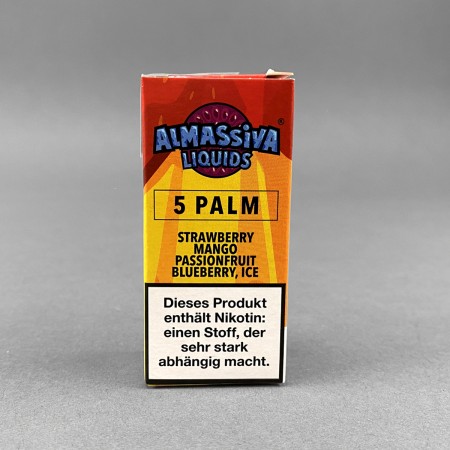 ALMASSIVA
®
LIQUIDS
5 PALM
STRAWBERRY
MANGO
PASSIONFRUIT
BLUEBERRY, ICE
Dieses Produkt
enthält Nikotin:
einen Stoff, der
sehr stark
abhängig macht.